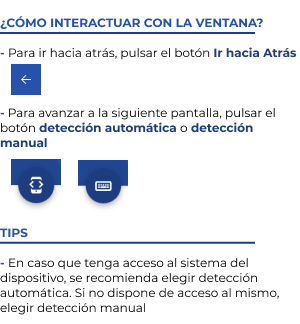 ¿CÓMO INTERACTUAR CON LA VENTANA?
- Para ir hacia atrás, pulsar el botón Ir hacia Atrás
- Para avanzar a la siguiente pantalla, pulsar el
botón detección automática o detección
manual
TIPS
- En caso que tenga acceso al sistema del
dispositivo, se recomienda elegir detección
automática. Si no dispone de acceso al mismo,
elegir detección manual